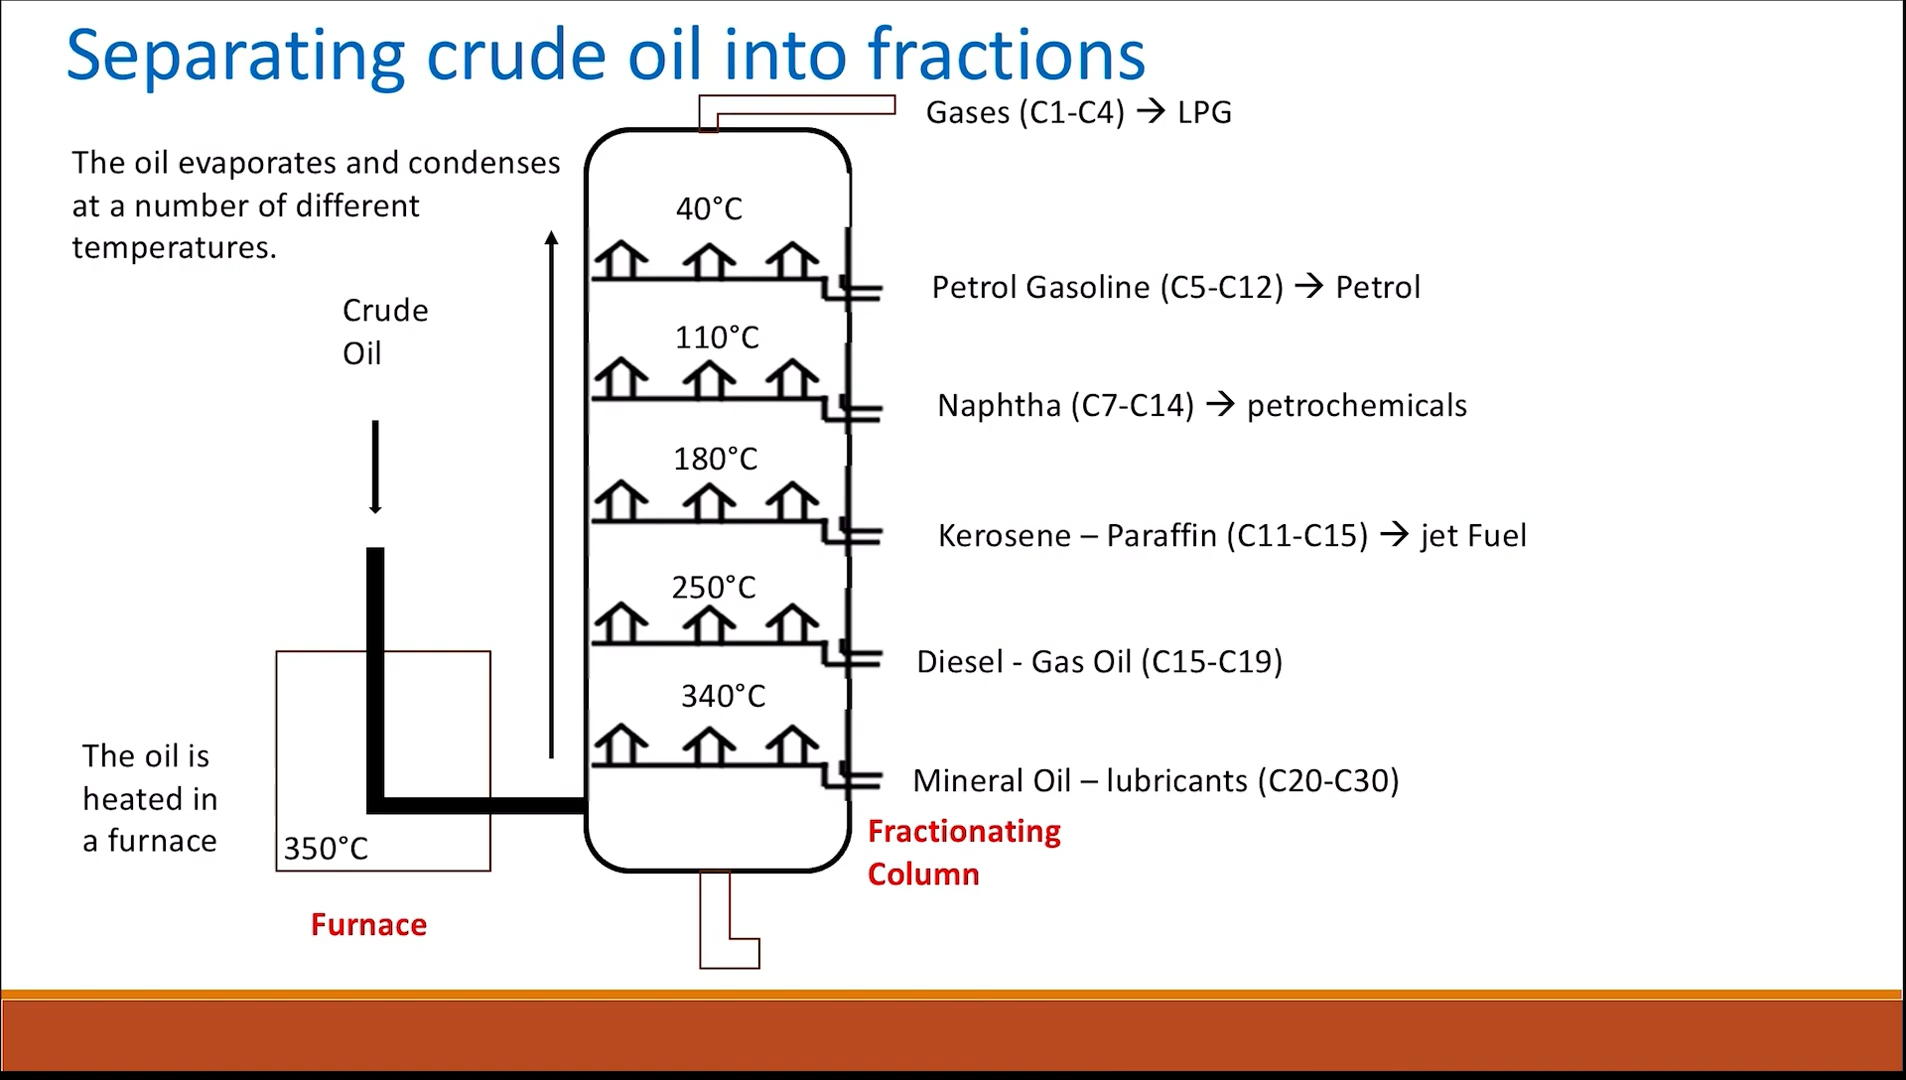 Separating crude oil into fractions
Gases (C1-C4) → LPG
The oil evaporates and condenses
at a number of different
temperatures.
40°C
Petrol Gasoline (C5-C12) → Petrol
Crude
Oil
110°C
Naphtha (C7-C14) → petrochemicals
180°C
Kerosene – Paraffin (C11-C15) → jet Fuel
250°C
Diesel - Gas Oil (C15-C19)
340°C
Mineral Oil – lubricants (C20-C30)
The oil is
heated in
a furnace
350°C
Fractionating
Column
Furnace